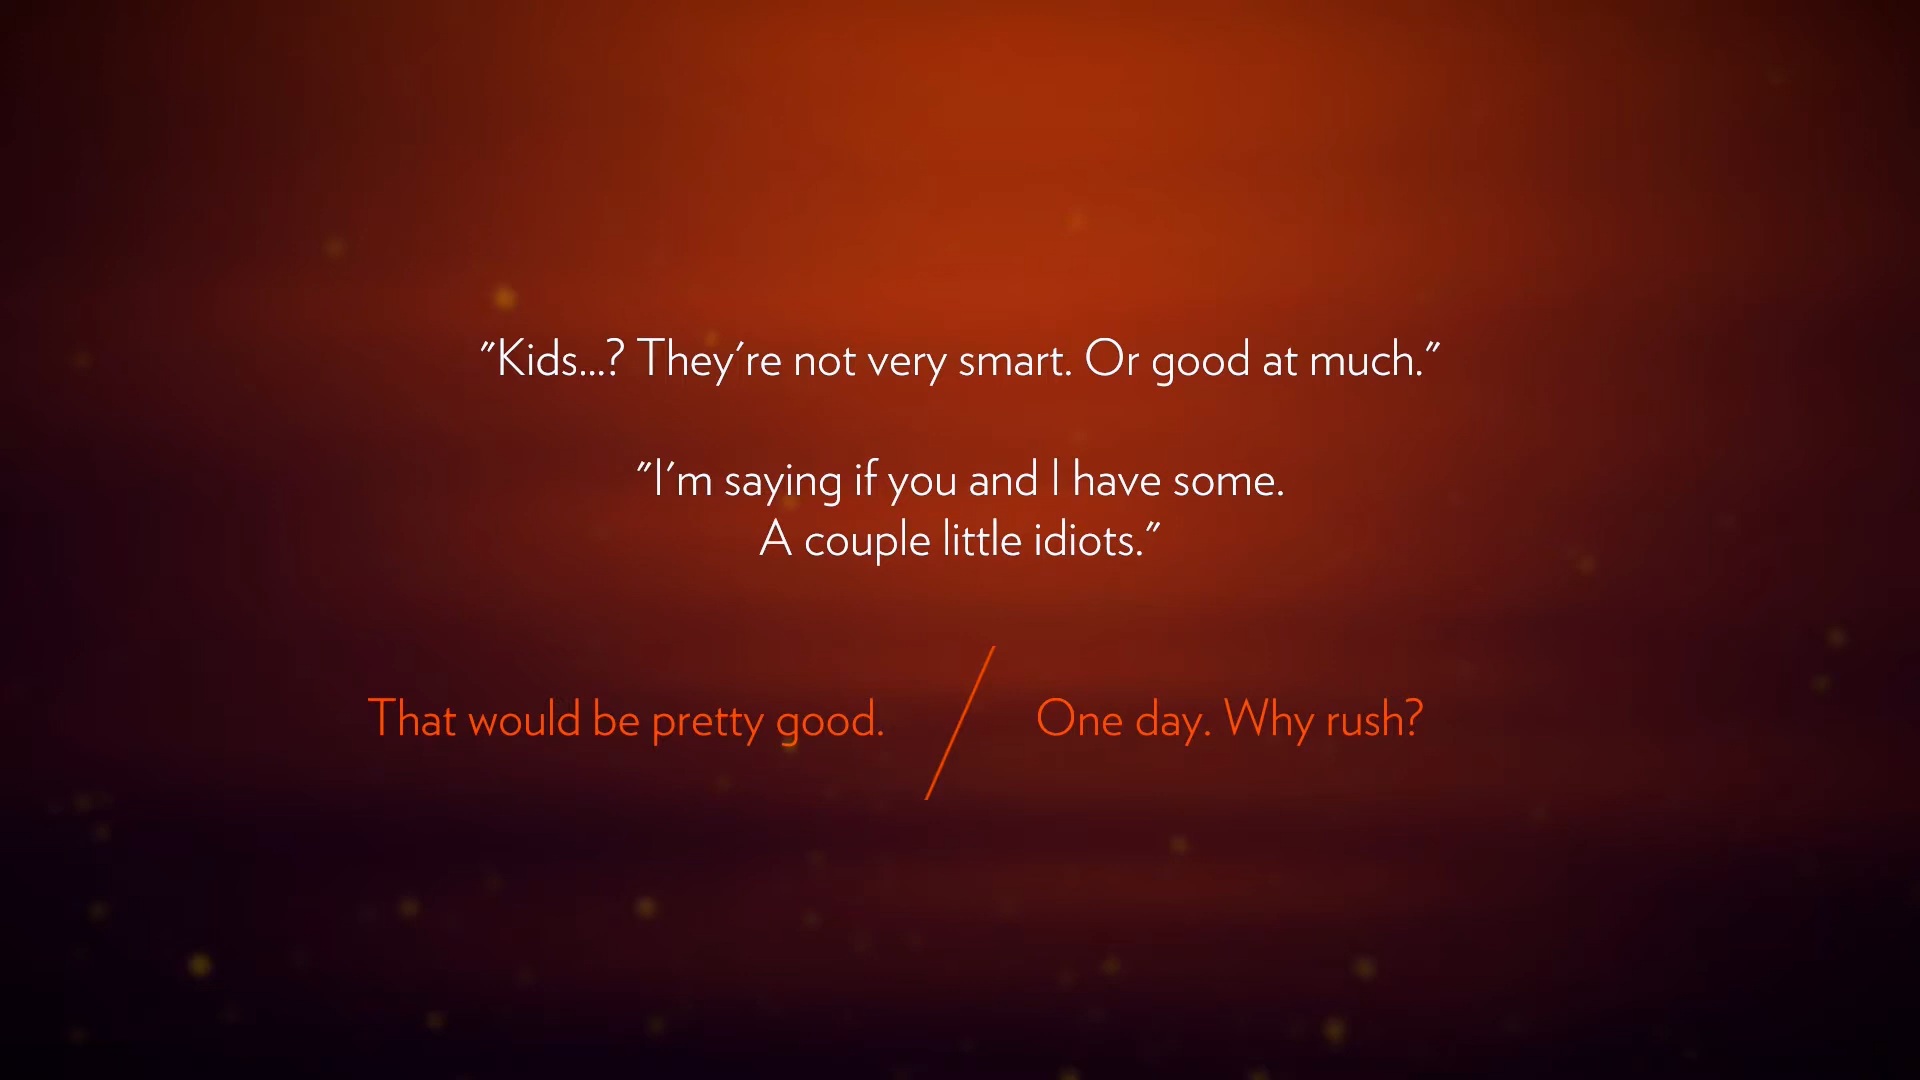 "Kids...? They're not very smart. Or good at much."
"I'm saying if you and I have some.
A couple little idiots."
That would be pretty good. / One day. Why rush?